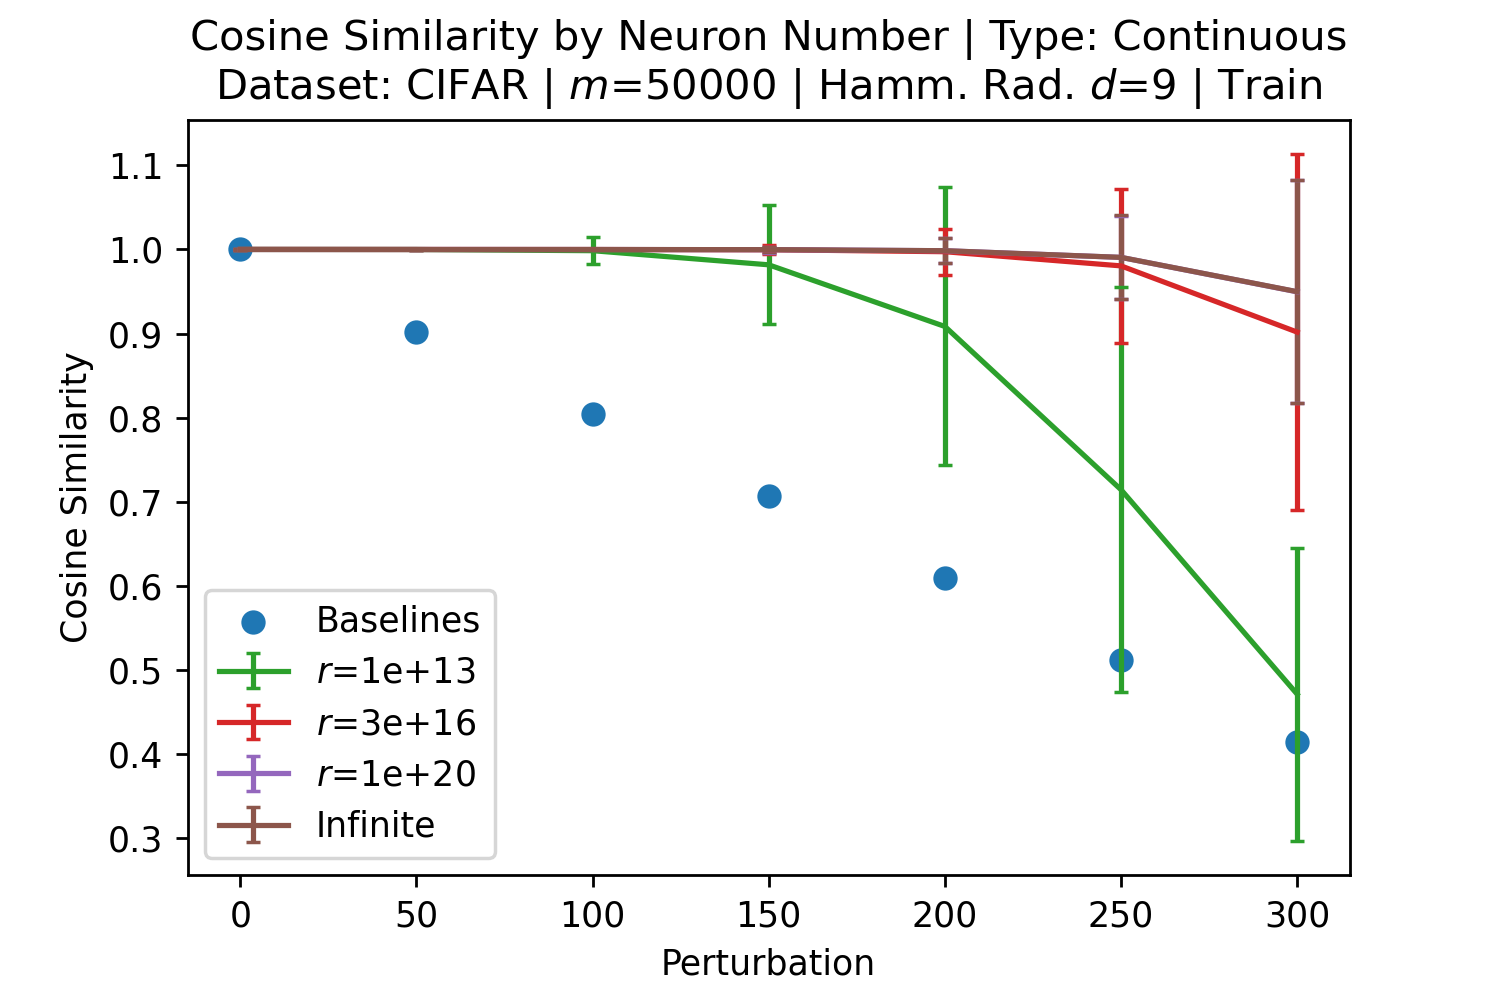 Cosine Similarity by Neuron Number | Type: Continuous
Dataset: CIFAR | m=50000 | Hamm. Rad. d=9 | Train
Cosine Similarity
1.1
1.0
0.9
0.8
0.7
0.6
0.5
0.4
0.3
Baselines
r=1e+13
r=3e+16
r=1e+20
Infinite
0 50 100 150 200 250 300
Perturbation